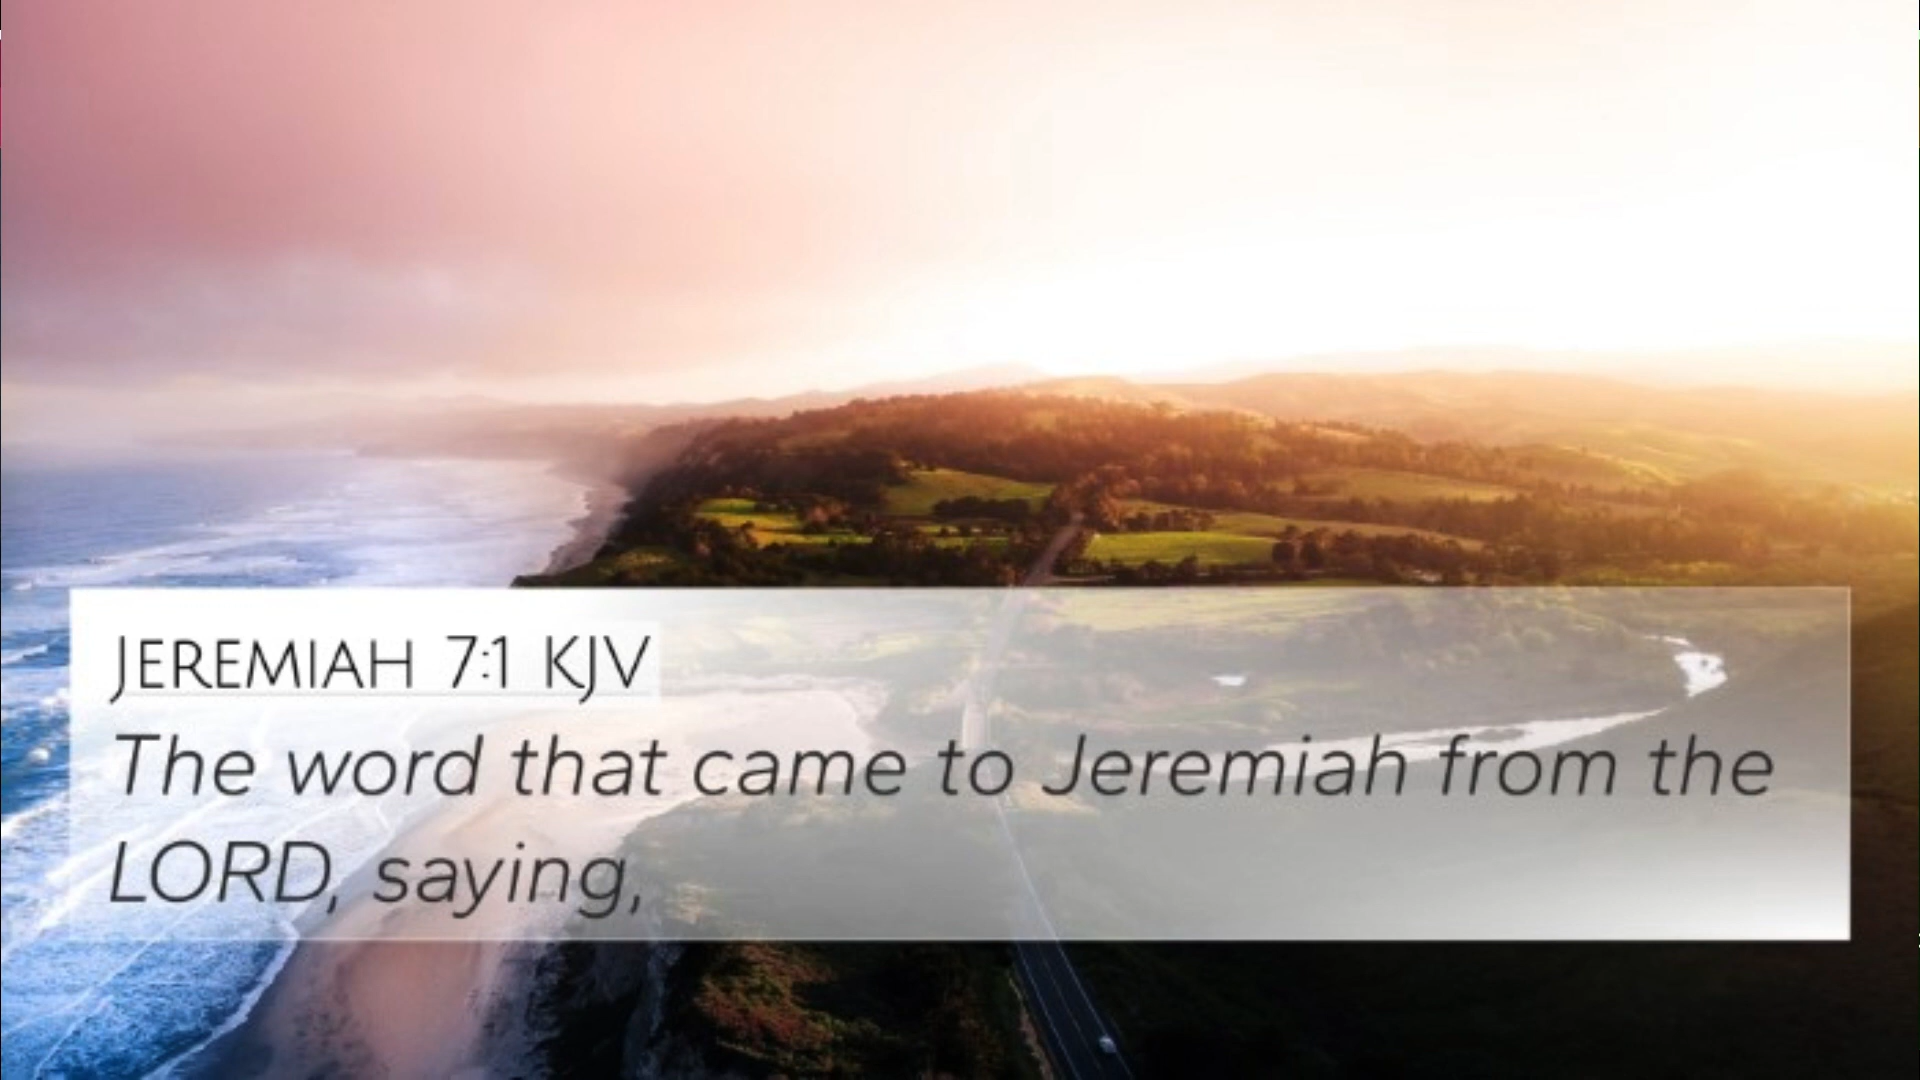 JEREMIAH 7:1 KJV
The word that came to Jeremiah from the
LORD, saying,